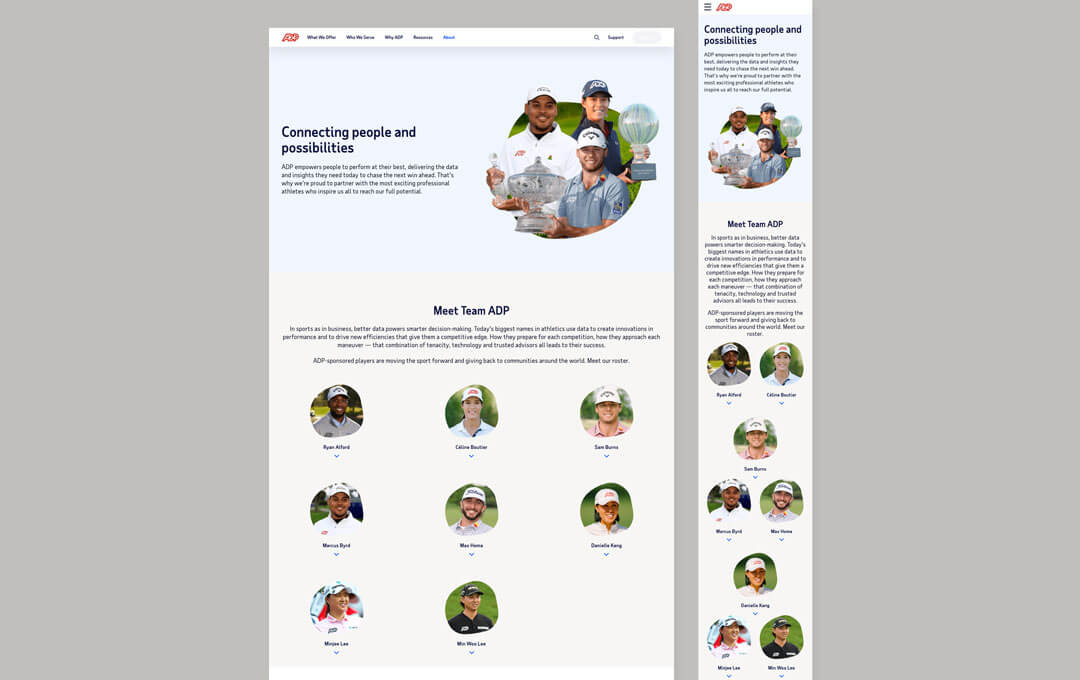 ADP What We Offer Who We Serve Why ADP Resources About Support
Connecting people and
possibilities
ADP empowers people to perform at their best, delivering the data
and insights they need today to chase the next win ahead. That's
why we're proud to partner with the most exciting professional
athletes who inspire us all to reach our full potential.
Meet Team ADP
In sports as in business, better data powers smarter decision-making. Today's biggest names in athletics use data to create innovations in
performance and to drive new efficiencies that give them a competitive edge. How they prepare for each competition, how they approach each
maneuver — that combination of tenacity, technology and trusted advisors all leads to their success.
ADP-sponsored players are moving the sport forward and giving back to communities around the world. Meet our roster.
Ryan Alford Céline Boutier Sam Burns
Marcus Byrd Max Homa Danielle Kang
Minjee Lee Min Woo Lee
ADP
Connecting people and
possibilities
ADP empowers people to perform at their
best, delivering the data and insights they
need today to chase the next win ahead.
That's why we're proud to partner with the
most exciting professional athletes who
inspire us all to reach our full potential.
Meet Team ADP
In sports as in business, better data
powers smarter decision-making. Today's
biggest names in athletics use data to
create innovations in performance and to
drive new efficiencies that give them a
competitive edge. How they prepare for
each competition, how they approach
each maneuver — that combination of
tenacity, technology and trusted
advisors all leads to their success.
ADP-sponsored players are moving the
sport forward and giving back to
communities around the world. Meet our
roster.
Ryan Alford Céline Boutier
Sam Burns
Marcus Byrd Max Homa
Danielle Kang
Minjee Lee Min Woo Lee